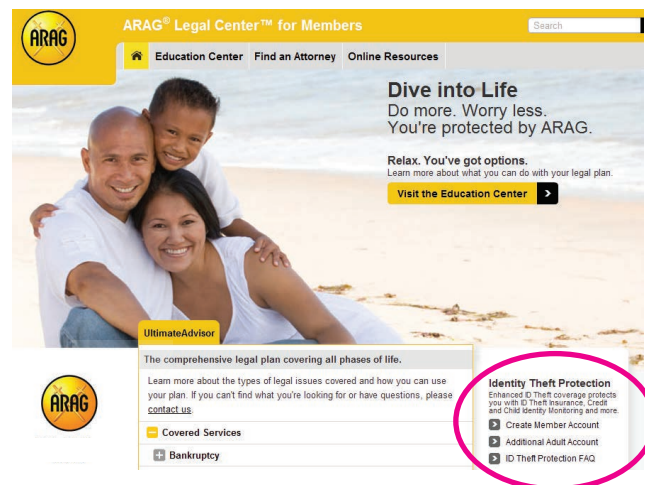 ARAG
ARAG® Legal Center™ for Members
Search
Education Center Find an Attorney Online Resources
Dive into Life
Do more. Worry less.
You're protected by ARAG.
Relax. You've got options.
Learn more about what you can do with your legal plan.
Visit the Education Center
UltimateAdvisor
The comprehensive legal plan covering all phases of life.
Learn more about the types of legal issues covered and how you can use
your plan. If you can't find what you're looking for or have questions, please
contact us.
Covered Services
Bankruptcy
ARAG
Identity Theft Protection
Enhanced ID Theft coverage protects
you with ID Theft Insurance, Credit
and Child Identity Monitoring and more.
Create Member Account
Additional Adult Account
ID Theft Protection FAQ